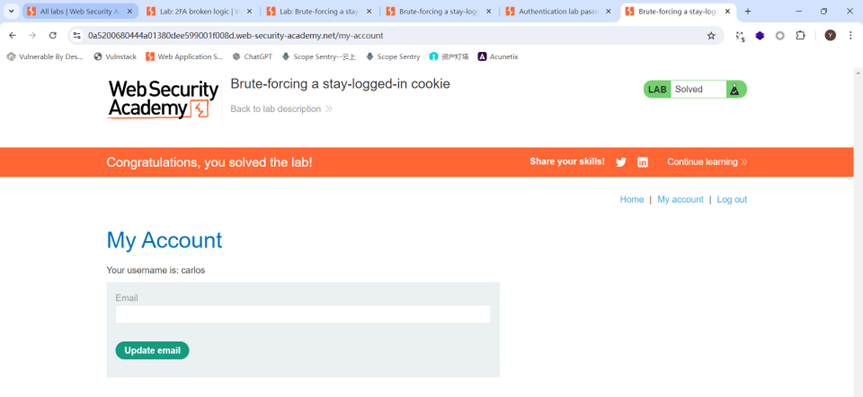 All labs | Web Security Ac
Lab: 2FA broken logic | W
Lab: Brute-forcing a stay
Brute-forcing a stay-logg
Authentication lab passw
Brute-forcing a stay-logg
0a5200680444a01380dee599001f008d.web-security-academy.net/my-account
Vulnerable By Des...
Vulnstack
Web Application S...
ChatGPT
Scope Sentry--云上
Scope Sentry
资产灯塔
Acunetix
Web Security
Academy
Brute-forcing a stay-logged-in cookie
Back to lab description
LAB Solved
Congratulations, you solved the lab!
Share your skills!
Continue learning
Home | My account | Log out
My Account
Your username is: carlos
Email
Update email